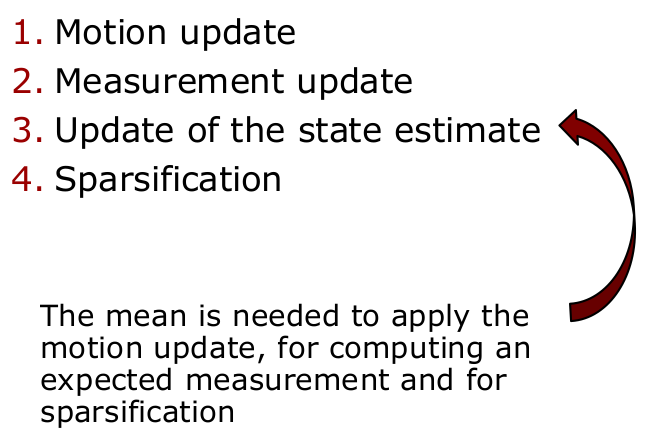 1. Motion update
2. Measurement update
3. Update of the state estimate
4. Sparsification
The mean is needed to apply the
motion update, for computing an
expected measurement and for
sparsification